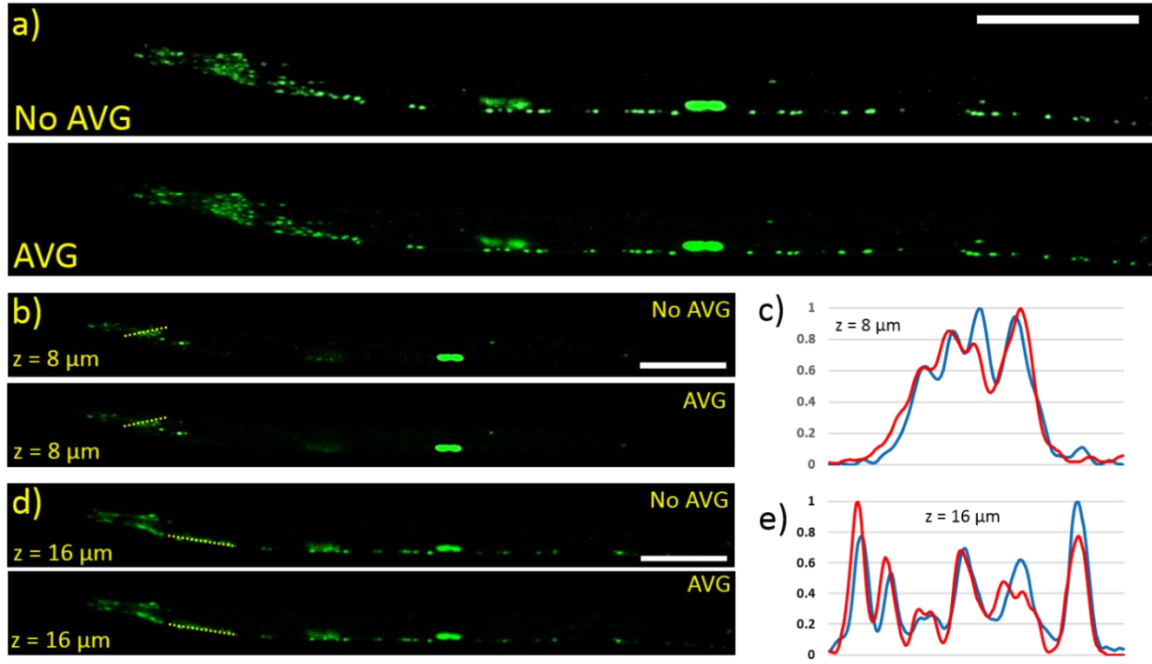 a)
No AVG
AVG
b)
No AVG
z = 8 μm
AVG
z = 8 μm
c)
z = 8 μm
1
0.8
0.6
0.4
0.2
0
d)
No AVG
z = 16 μm
AVG
z = 16 μm
e)
z = 16 μm
1
0.8
0.6
0.4
0.2
0